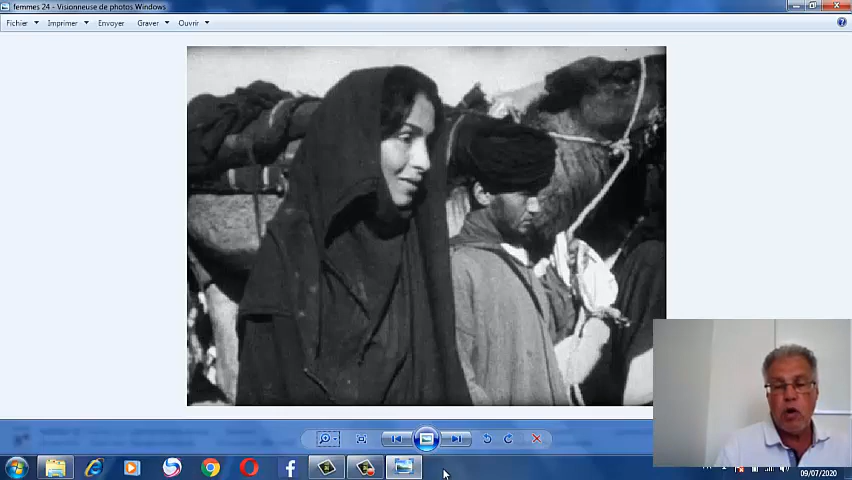 femmes 24 - Visionneuse de photos Windows
Fichier Imprimer Envoyer Graver Ouvrir
09/07/2020